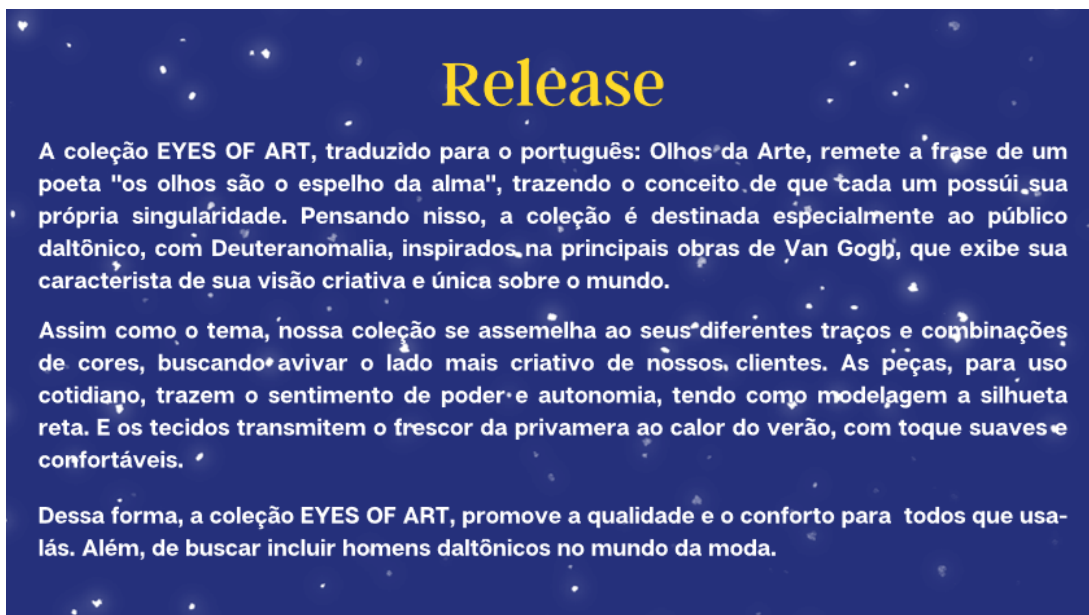 Release
A coleção EYES OF ART, traduzido para o português: Olhos da Arte, remete a frase de um
poeta "os olhos são o espelho da alma", trazendo o conceito de que cada um possúi sua
própria singularidade. Pensando nisso, a coleção é destinada especialmente ao público
daltônico, com Deuteranomalia, inspirados na principais obras de Van Gogh, que exibe sua
caracterista de sua visão criativa e única sobre o mundo.
Assim como o tema, nossa coleção se assemelha ao seus diferentes traços e combinações
de cores, buscando avivar o lado mais criativo de nossos clientes. As peças, para uso
cotidiano, trazem o sentimento de poder e autonomia, tendo como modelagem a silhueta
reta. E os tecidos transmitem o frescor da privamera ao calor do verão, com toque suaves e
confortáveis.
Dessa forma, a coleção EYES OF ART, promove a qualidade e o conforto para todos que usa-
lás. Além, de buscar incluir homens daltônicos no mundo da moda.